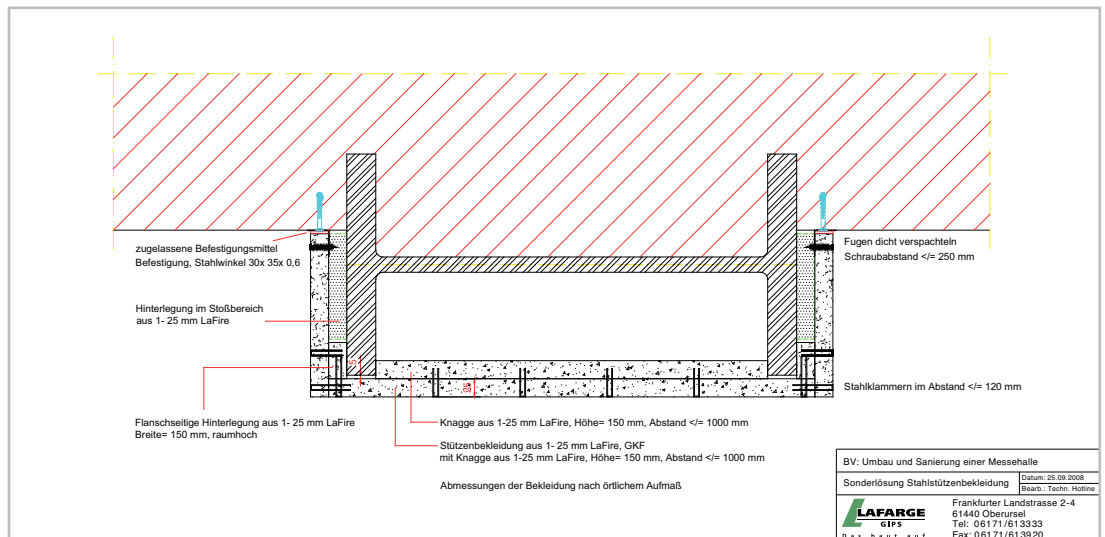 zugelassene Befestigungsmittel
Befestigung, Stahlwinkel 30x 35x 0,6
Hinterlegung im Stoßbereich
aus 1- 25 mm LaFire
Flanschseitige Hinterlegung aus 1- 25 mm LaFire
Breite= 150 mm, raumhoch
5
25
Knagge aus 1-25 mm LaFire, Höhe= 150 mm, Abstand </= 1000 mm
Stützenbekleidung aus 1- 25 mm LaFire, GKF
mit Knagge aus 1-25 mm LaFire, Höhe= 150 mm, Abstand </= 1000 mm
Abmessungen der Bekleidung nach örtlichem Aufmaß
Fugen dicht verspachteln
Schraubabstand </= 250 mm
Stahlklammern im Abstand </= 120 mm
BV: Umbau und Sanierung einer Messehalle
Sonderlösung Stahlstützenbekleidung
Datum: 25.09.2008
Bearb.: Techn. Hotline
LAFARGE
GIPS
Frankfurter Landstrasse 2-4
61440 Oberursel
Tel: 06171/613333
Fax: 06171/613920